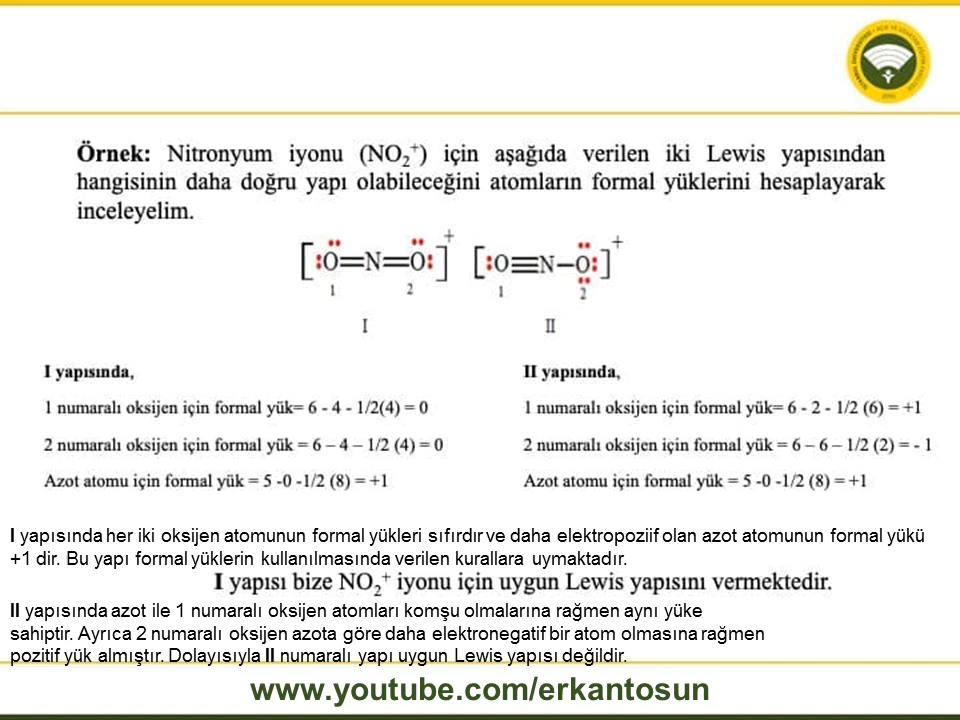 Örnek: Nitronyum iyonu (NO₂⁺) için aşağıda verilen iki Lewis yapısından
hangisinin daha doğru yapı olabileceğini atomların formal yüklerini hesaplayarak
inceleyelim.
[:Ö=N=Ö:]⁺ [:O≡N–Ö:]⁺
1 2 1 2
I II
I yapısında,
1 numaralı oksijen için formal yük= 6 - 4 - 1/2(4) = 0
2 numaralı oksijen için formal yük = 6 – 4 – 1/2 (4) = 0
Azot atomu için formal yük = 5 -0 -1/2 (8) = +1
II yapısında,
1 numaralı oksijen için formal yük= 6 - 2 - 1/2 (6) = +1
2 numaralı oksijen için formal yük = 6 – 6 – 1/2 (2) = - 1
Azot atomu için formal yük = 5 -0 -1/2 (8) = +1
I yapısında her iki oksijen atomunun formal yükleri sıfırdır ve daha elektropoziif olan azot atomunun formal yükü
+1 dir. Bu yapı formal yüklerin kullanılmasında verilen kurallara uymaktadır.
I yapısı bize NO₂⁺ iyonu için uygun Lewis yapısını vermektedir.
II yapısında azot ile 1 numaralı oksijen atomları komşu olmalarına rağmen aynı yüke
sahiptir. Ayrıca 2 numaralı oksijen azota göre daha elektronegatif bir atom olmasına rağmen
pozitif yük almıştır. Dolayısıyla II numaralı yapı uygun Lewis yapısı değildir.
www.youtube.com/erkantosun